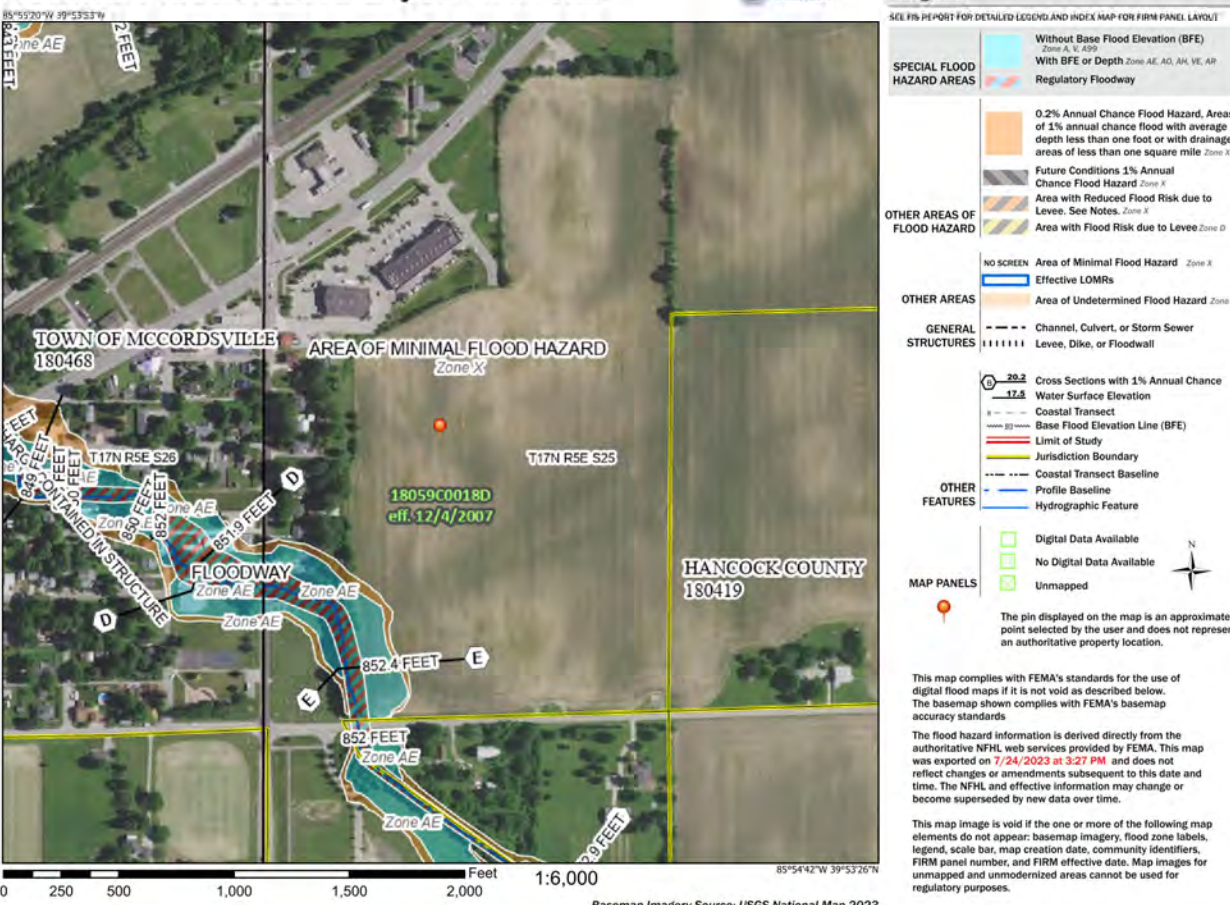 85°55'20"W 39°53'53"N
SEE FIS REPORT FOR DETAILED LEGEND AND INDEX MAP FOR FIRM PANEL LAYOUT
843 FEET
Zone AE
2 FEET
TOWN OF MCCORDSVILLE
180468
AREA OF MINIMAL FLOOD HAZARD
Zone X
T17N R5E S26
T17N R5E S25
FEET
849 FEET
FEET
850 FEET
852 FEET
Zone AE
Zone AE
AE
CONTAINED IN STRUCTURE
D
851.9 FEET
D
FLOODWAY
Zone AE
Zone AE
Zone AE
Zone AE
18059C0018D
eff. 12/4/2007
HANCOCK COUNTY
180419
E
852.4 FEET
E
852 FEET
Zone AE
Zone AE
2.9 FEET
85°54'42"W 39°53'26"N
Feet
1:6,000
0
250
500
1,000
1,500
2,000
Basemap Imagery Source: USGS National Map 2023
SPECIAL FLOOD
HAZARD AREAS
Without Base Flood Elevation (BFE)
Zone A, V, A99
With BFE or Depth Zone AE, AO, AH, VE, AR
Regulatory Floodway
OTHER AREAS OF
FLOOD HAZARD
0.2% Annual Chance Flood Hazard, Areas
of 1% annual chance flood with average
depth less than one foot or with drainage
areas of less than one square mile Zone X
Future Conditions 1% Annual
Chance Flood Hazard Zone X
Area with Reduced Flood Risk due to
Levee. See Notes. Zone X
Area with Flood Risk due to Levee Zone D
OTHER AREAS
NO SCREEN Area of Minimal Flood Hazard Zone X
Effective LOMRs
Area of Undetermined Flood Hazard Zone
GENERAL
STRUCTURES
Channel, Culvert, or Storm Sewer
Levee, Dike, or Floodwall
OTHER
FEATURES
B 20.2 Cross Sections with 1% Annual Chance
17.5 Water Surface Elevation
8 Coastal Transect
Base Flood Elevation Line (BFE)
Limit of Study
Jurisdiction Boundary
Coastal Transect Baseline
Profile Baseline
Hydrographic Feature
MAP PANELS
Digital Data Available
No Digital Data Available
Unmapped
N
The pin displayed on the map is an approximate
point selected by the user and does not represen
an authoritative property location.
This map complies with FEMA's standards for the use of
digital flood maps if it is not void as described below.
The basemap shown complies with FEMA's basemap
accuracy standards
The flood hazard information is derived directly from the
authoritative NFHL web services provided by FEMA. This map
was exported on 7/24/2023 at 3:27 PM and does not
reflect changes or amendments subsequent to this date and
time. The NFHL and effective information may change or
become superseded by new data over time.
This map image is void if the one or more of the following map
elements do not appear: basemap imagery, flood zone labels,
legend, scale bar, map creation date, community identifiers,
FIRM panel number, and FIRM effective date. Map images for
unmapped and unmodernized areas cannot be used for
regulatory purposes.